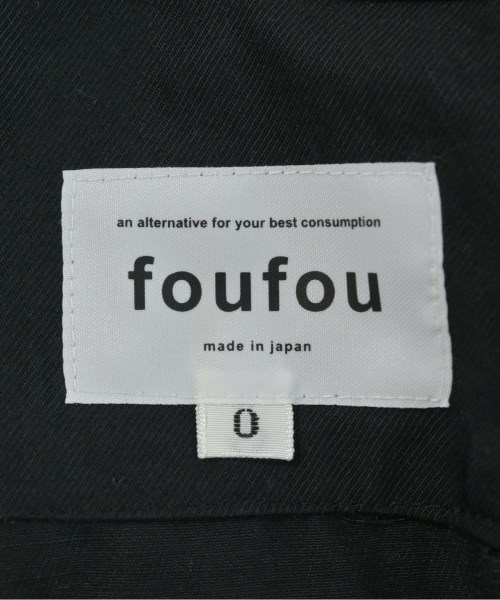 an alternative for your best consumption
foufou
made in japan
0